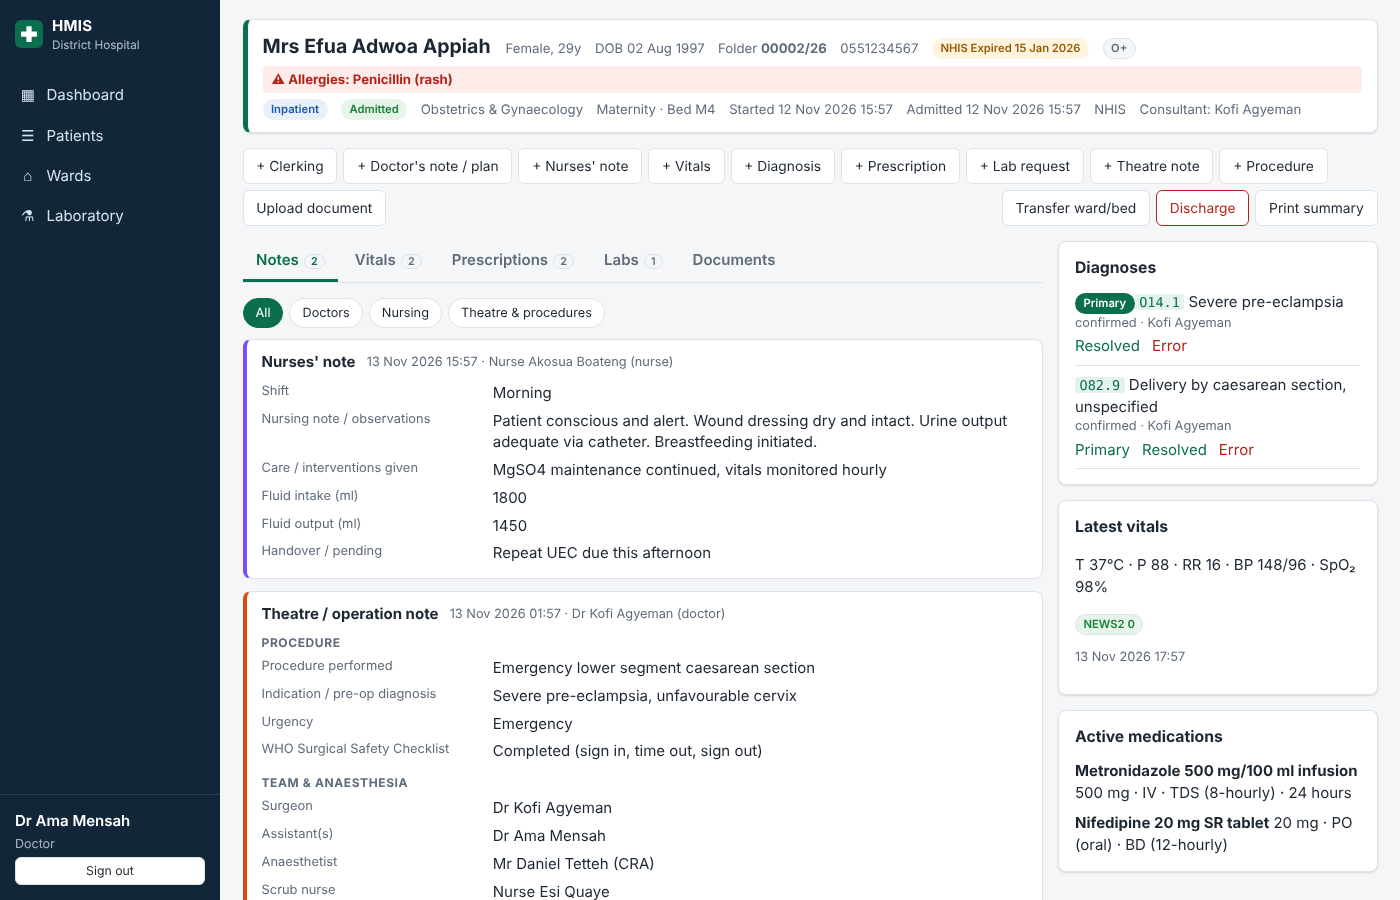 HMIS
District Hospital
Dashboard
Patients
Wards
Laboratory
Dr Ama Mensah
Doctor
Sign out
Mrs Efua Adwoa Appiah Female, 29y DOB 02 Aug 1997 Folder 00002/26 0551234567 NHIS Expired 15 Jan 2026 O+
⚠ Allergies: Penicillin (rash)
Inpatient Admitted Obstetrics & Gynaecology Maternity · Bed M4 Started 12 Nov 2026 15:57 Admitted 12 Nov 2026 15:57 NHIS Consultant: Kofi Agyeman
+ Clerking + Doctor's note / plan + Nurses' note + Vitals + Diagnosis + Prescription + Lab request + Theatre note + Procedure
Upload document Transfer ward/bed Discharge Print summary
Notes 2 Vitals 2 Prescriptions 2 Labs 1 Documents
All Doctors Nursing Theatre & procedures
Nurses' note 13 Nov 2026 15:57 · Nurse Akosua Boateng (nurse)
Shift Morning
Nursing note / observations Patient conscious and alert. Wound dressing dry and intact. Urine output
adequate via catheter. Breastfeeding initiated.
Care / interventions given MgSO4 maintenance continued, vitals monitored hourly
Fluid intake (ml) 1800
Fluid output (ml) 1450
Handover / pending Repeat UEC due this afternoon
Theatre / operation note 13 Nov 2026 01:57 · Dr Kofi Agyeman (doctor)
PROCEDURE
Procedure performed Emergency lower segment caesarean section
Indication / pre-op diagnosis Severe pre-eclampsia, unfavourable cervix
Urgency Emergency
WHO Surgical Safety Checklist Completed (sign in, time out, sign out)
TEAM & ANAESTHESIA
Surgeon Dr Kofi Agyeman
Assistant(s) Dr Ama Mensah
Anaesthetist Mr Daniel Tetteh (CRA)
Scrub nurse Nurse Esi Quaye
Diagnoses
Primary O14.1 Severe pre-eclampsia
confirmed · Kofi Agyeman
Resolved Error
O82.9 Delivery by caesarean section,
unspecified
confirmed · Kofi Agyeman
Primary Resolved Error
Latest vitals
T 37°C · P 88 · RR 16 · BP 148/96 · SpO₂
98%
NEWS2 0
13 Nov 2026 17:57
Active medications
Metronidazole 500 mg/100 ml infusion
500 mg · IV · TDS (8-hourly) · 24 hours
Nifedipine 20 mg SR tablet 20 mg · PO
(oral) · BD (12-hourly)